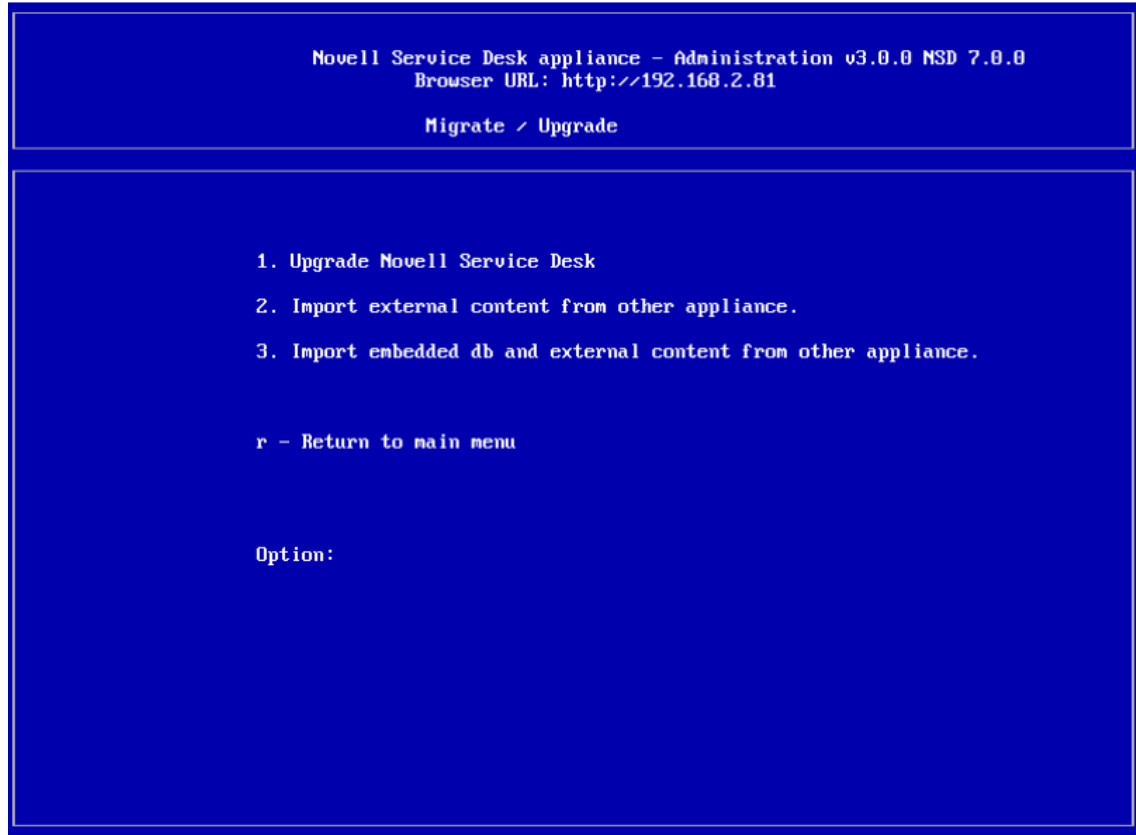 Novell Service Desk appliance - Administration v3.0.0 NSD 7.0.0
Browser URL: http://192.168.2.81
Migrate / Upgrade
1. Upgrade Novell Service Desk
2. Import external content from other appliance.
3. Import embedded db and external content from other appliance.
r - Return to main menu
Option: